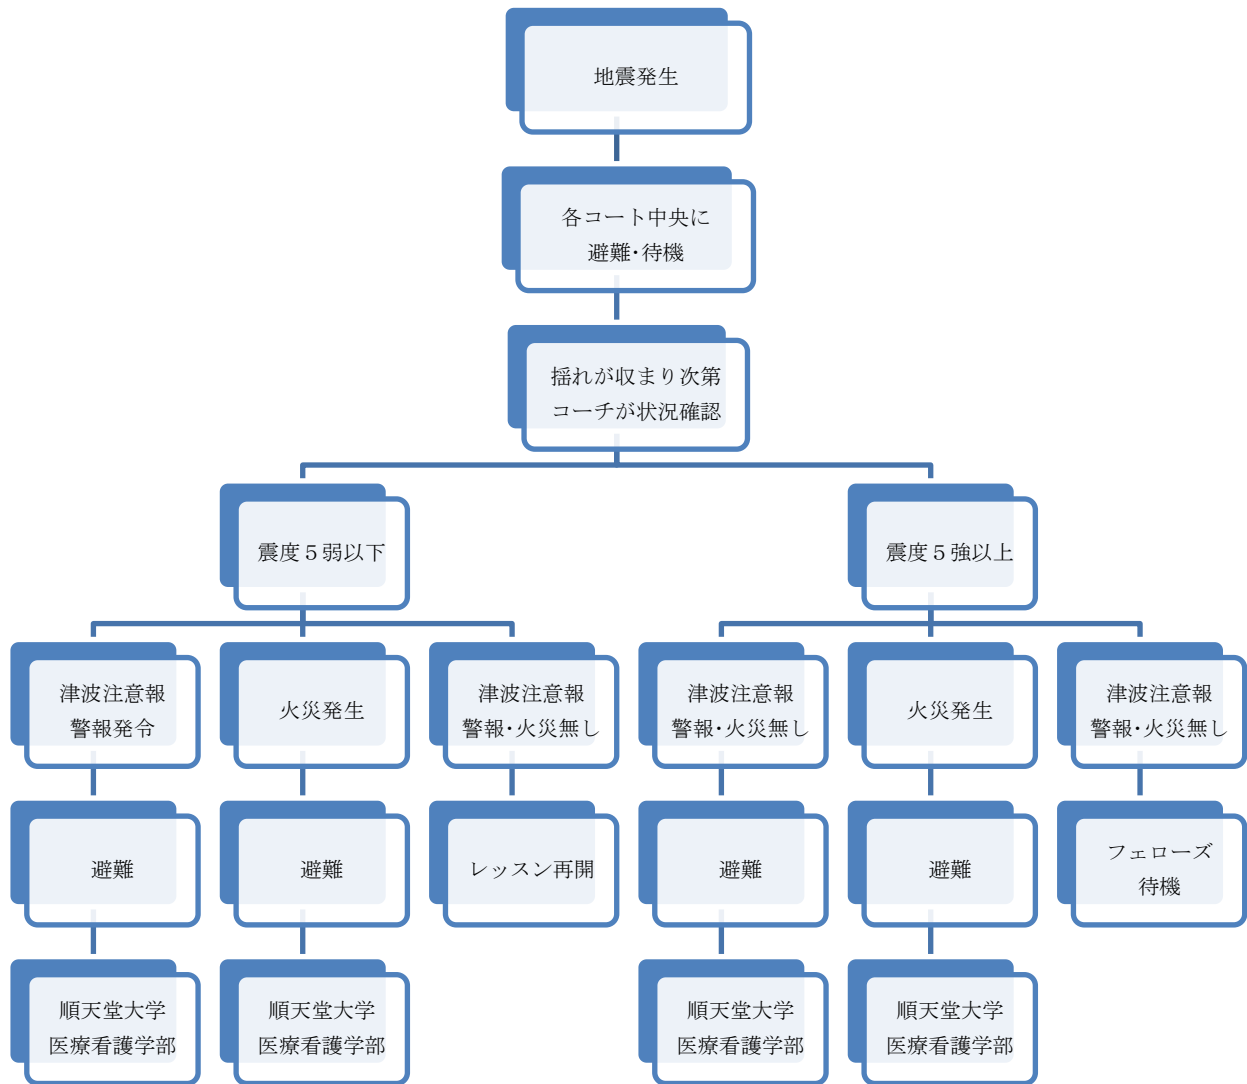 地震発生
各コート中央に
避難･待機
揺れが収まり次第
コーチが状況確認
震度５弱以下
震度５強以上
津波注意報
警報発令
火災発生
津波注意報
警報･火災無し
津波注意報
警報･火災無し
火災発生
津波注意報
警報･火災無し
避難
避難
レッスン再開
避難
避難
フェローズ
待機
順天堂大学
医療看護学部
順天堂大学
医療看護学部
順天堂大学
医療看護学部
順天堂大学
医療看護学部